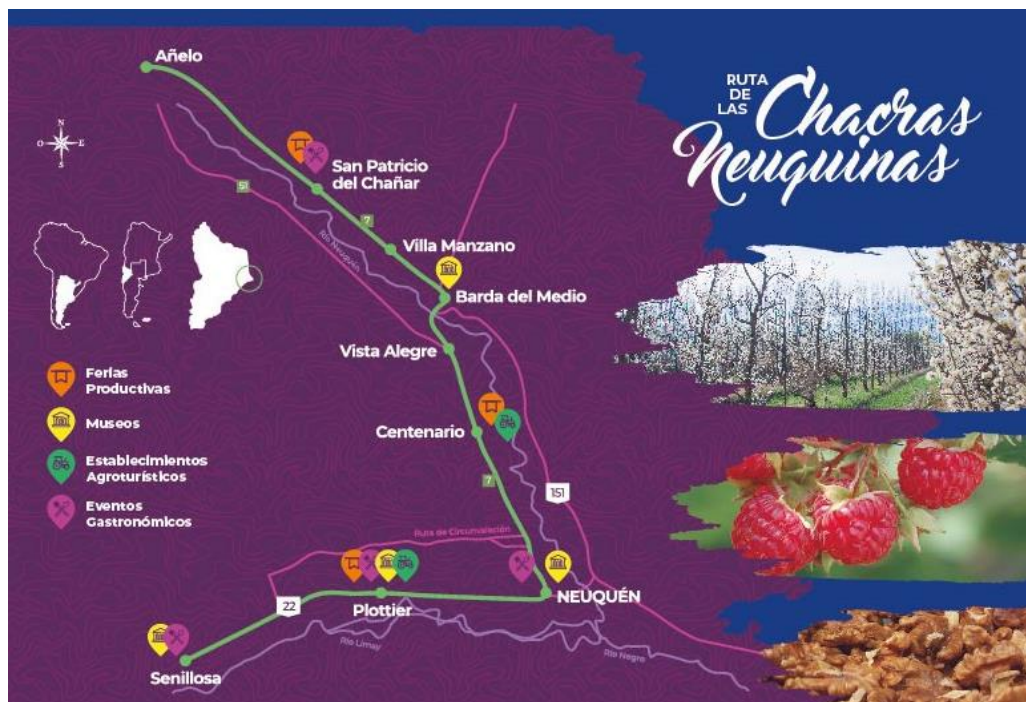 RUTA
DE
LAS
Chacras
Neuquinas
Añelo
N
O
E
S
San Patricio
del Chañar
51
7
Río Neuquén
Villa Manzano
Barda del Medio
Vista Alegre
Ferias
Productivas
Museos
Establecimientos
Agroturísticos
Eventos
Gastronómicos
Centenario
7
151
Ruta de Circunvalación
22
Plottier
NEUQUÉN
Río Limay
Río Negro
Senillosa